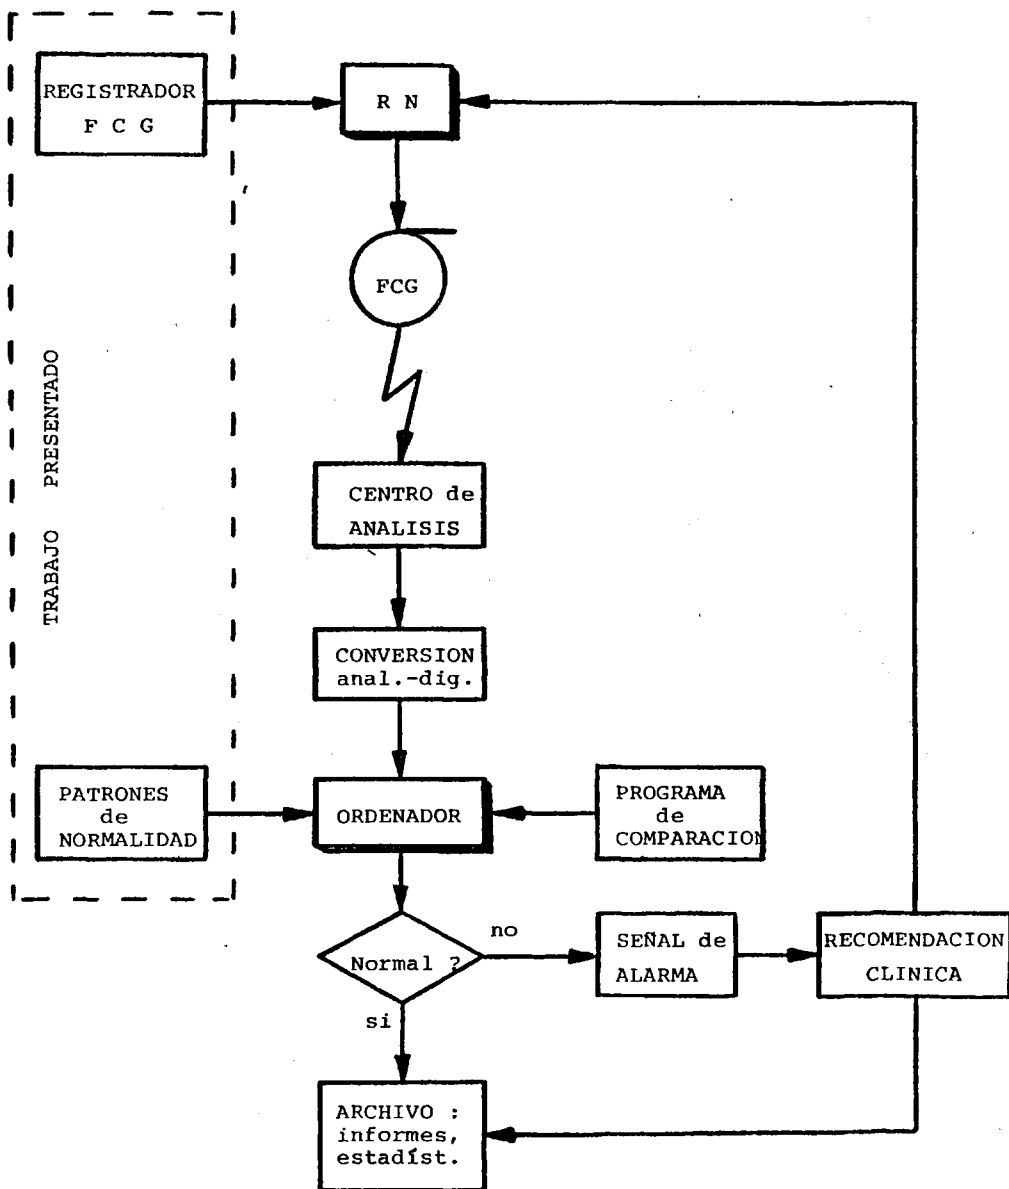 REGISTRADOR
F C G
R N
FCG
TRABAJO PRESENTADO
CENTRO de
ANALISIS
CONVERSION
anal.-dig.
PATRONES
de
NORMALIDAD
ORDENADOR
PROGRAMA
de
COMPARACION
Normal ?
no
SEÑAL de
ALARMA
RECOMENDACION
CLINICA
si
ARCHIVO :
informes,
estadíst.